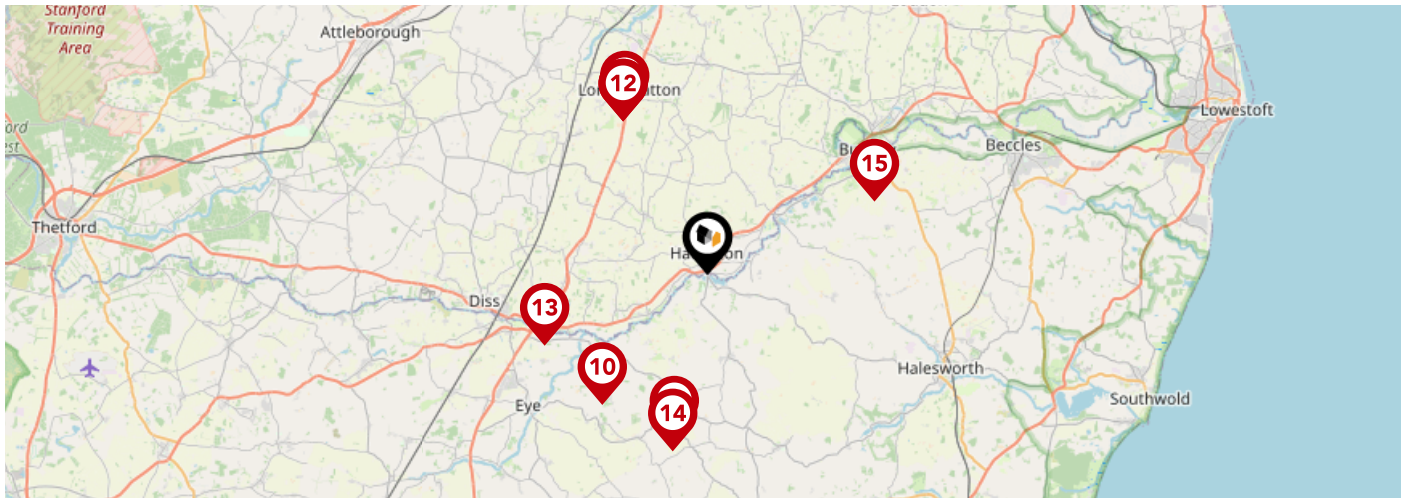 Stanford
Training
Area
Attleborough
12
Lowestoft
Beccles
15
Thetford
Diss
13
10
Halesworth
Eye
14
Southwold